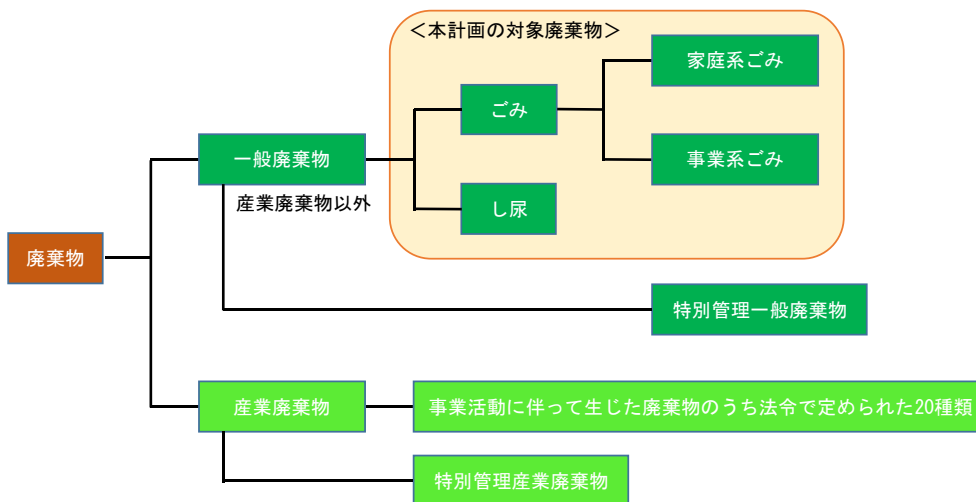 ＜本計画の対象廃棄物＞
家庭系ごみ
ごみ
一般廃棄物
事業系ごみ
産業廃棄物以外
し尿
廃棄物
特別管理一般廃棄物
産業廃棄物
事業活動に伴って生じた廃棄物のうち法令で定められた20種類
特別管理産業廃棄物